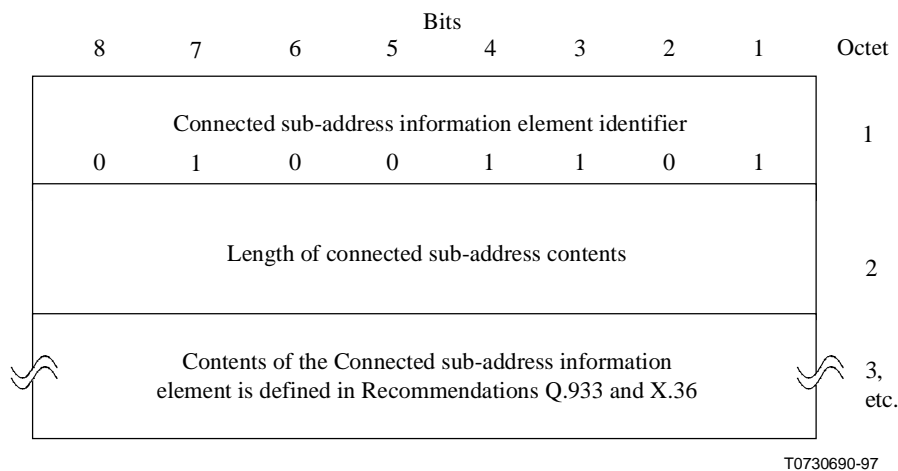 Bits
8 7 6 5 4 3 2 1 Octet
Connected sub-address information element identifier
1
0 1 0 0 1 1 0 1
Length of connected sub-address contents
2
Contents of the Connected sub-address information
element is defined in Recommendations Q.933 and X.36
3,
etc.
T0730690-97